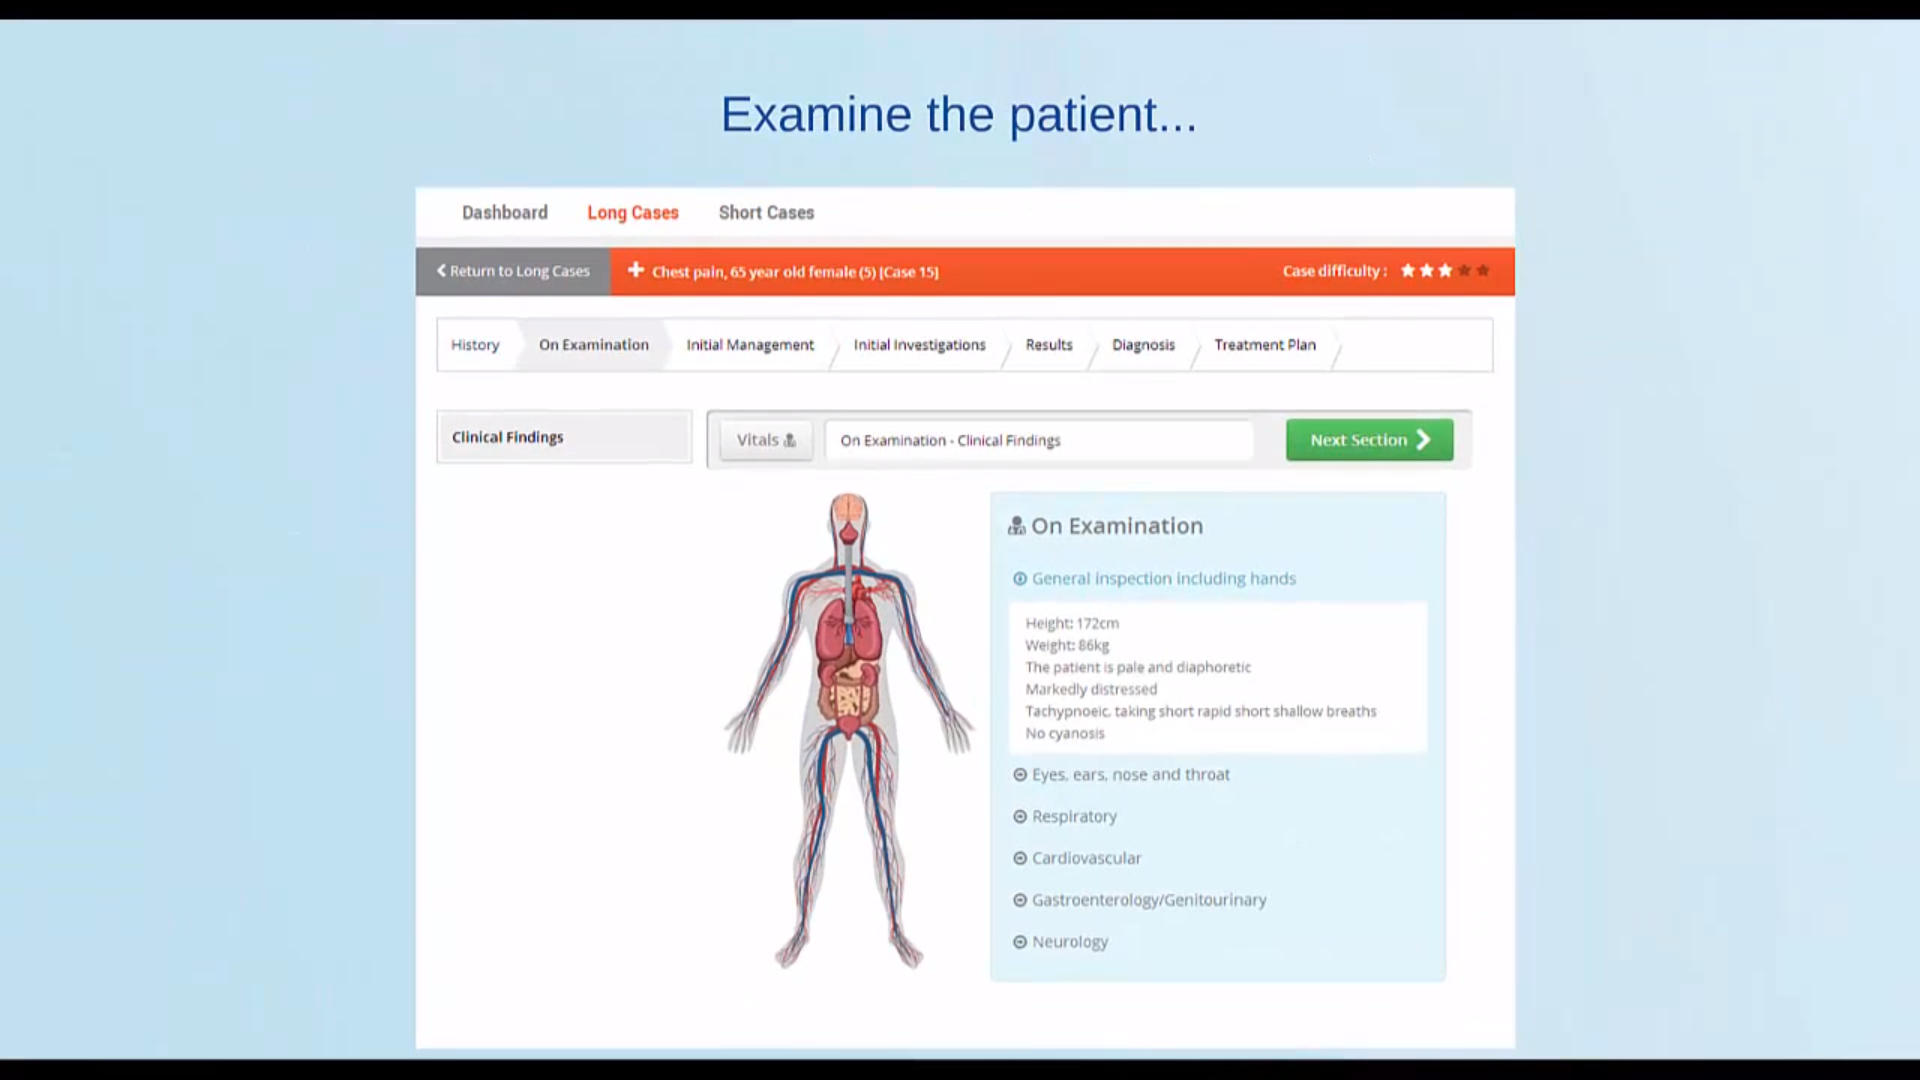 Examine the patient...
Dashboard Long Cases Short Cases
Return to Long Cases Chest pain, 65 year old female (5) [Case 15] Case difficulty :
History On Examination Initial Management Initial Investigations Results Diagnosis Treatment Plan
Clinical Findings Vitals On Examination - Clinical Findings Next Section
On Examination
General inspection including hands
Height: 172cm
Weight: 86kg
The patient is pale and diaphoretic
Markedly distressed
Tachypnoeic, taking short rapid short shallow breaths
No cyanosis
Eyes, ears, nose and throat
Respiratory
Cardiovascular
Gastroenterology/Genitourinary
Neurology